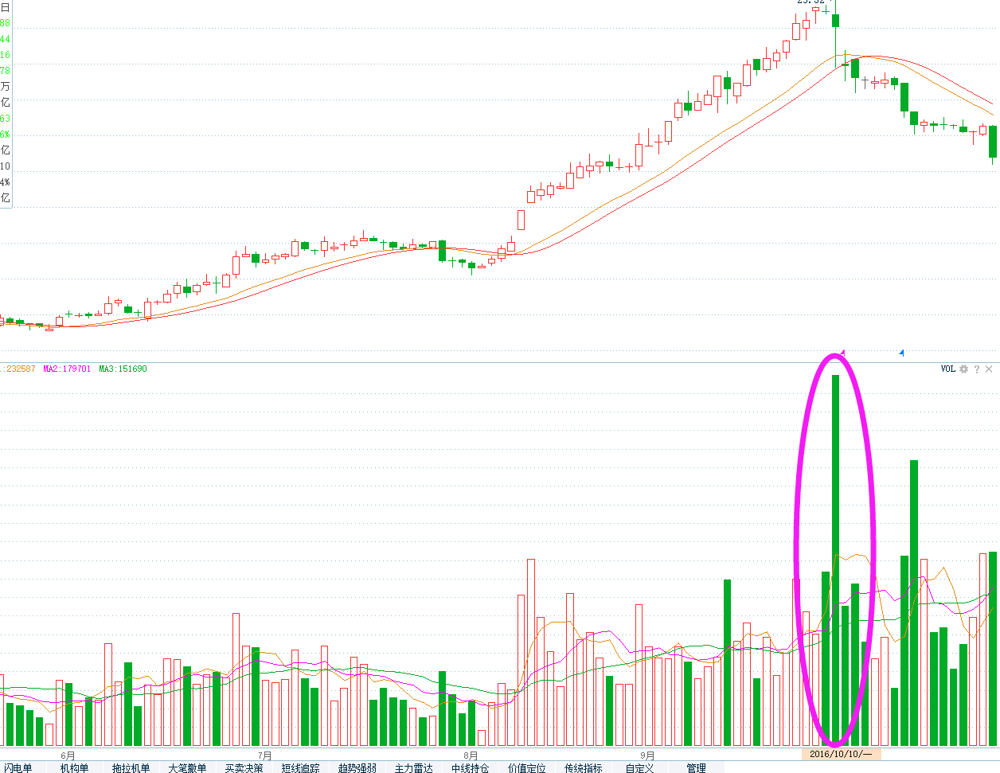 日
88
44
16
78
万
亿
63
6%
亿
10
4%
亿
:232587 MA2:179701 MA3:151690
VOL ?
6月 7月 8月 9月 2016/10/10/一
闪电单 机构单 拖拉机单 大笔撤单 买卖决策 短线追踪 趋势强弱 主力雷达 中线持仓 价值定位 传统指标 自定义 管理